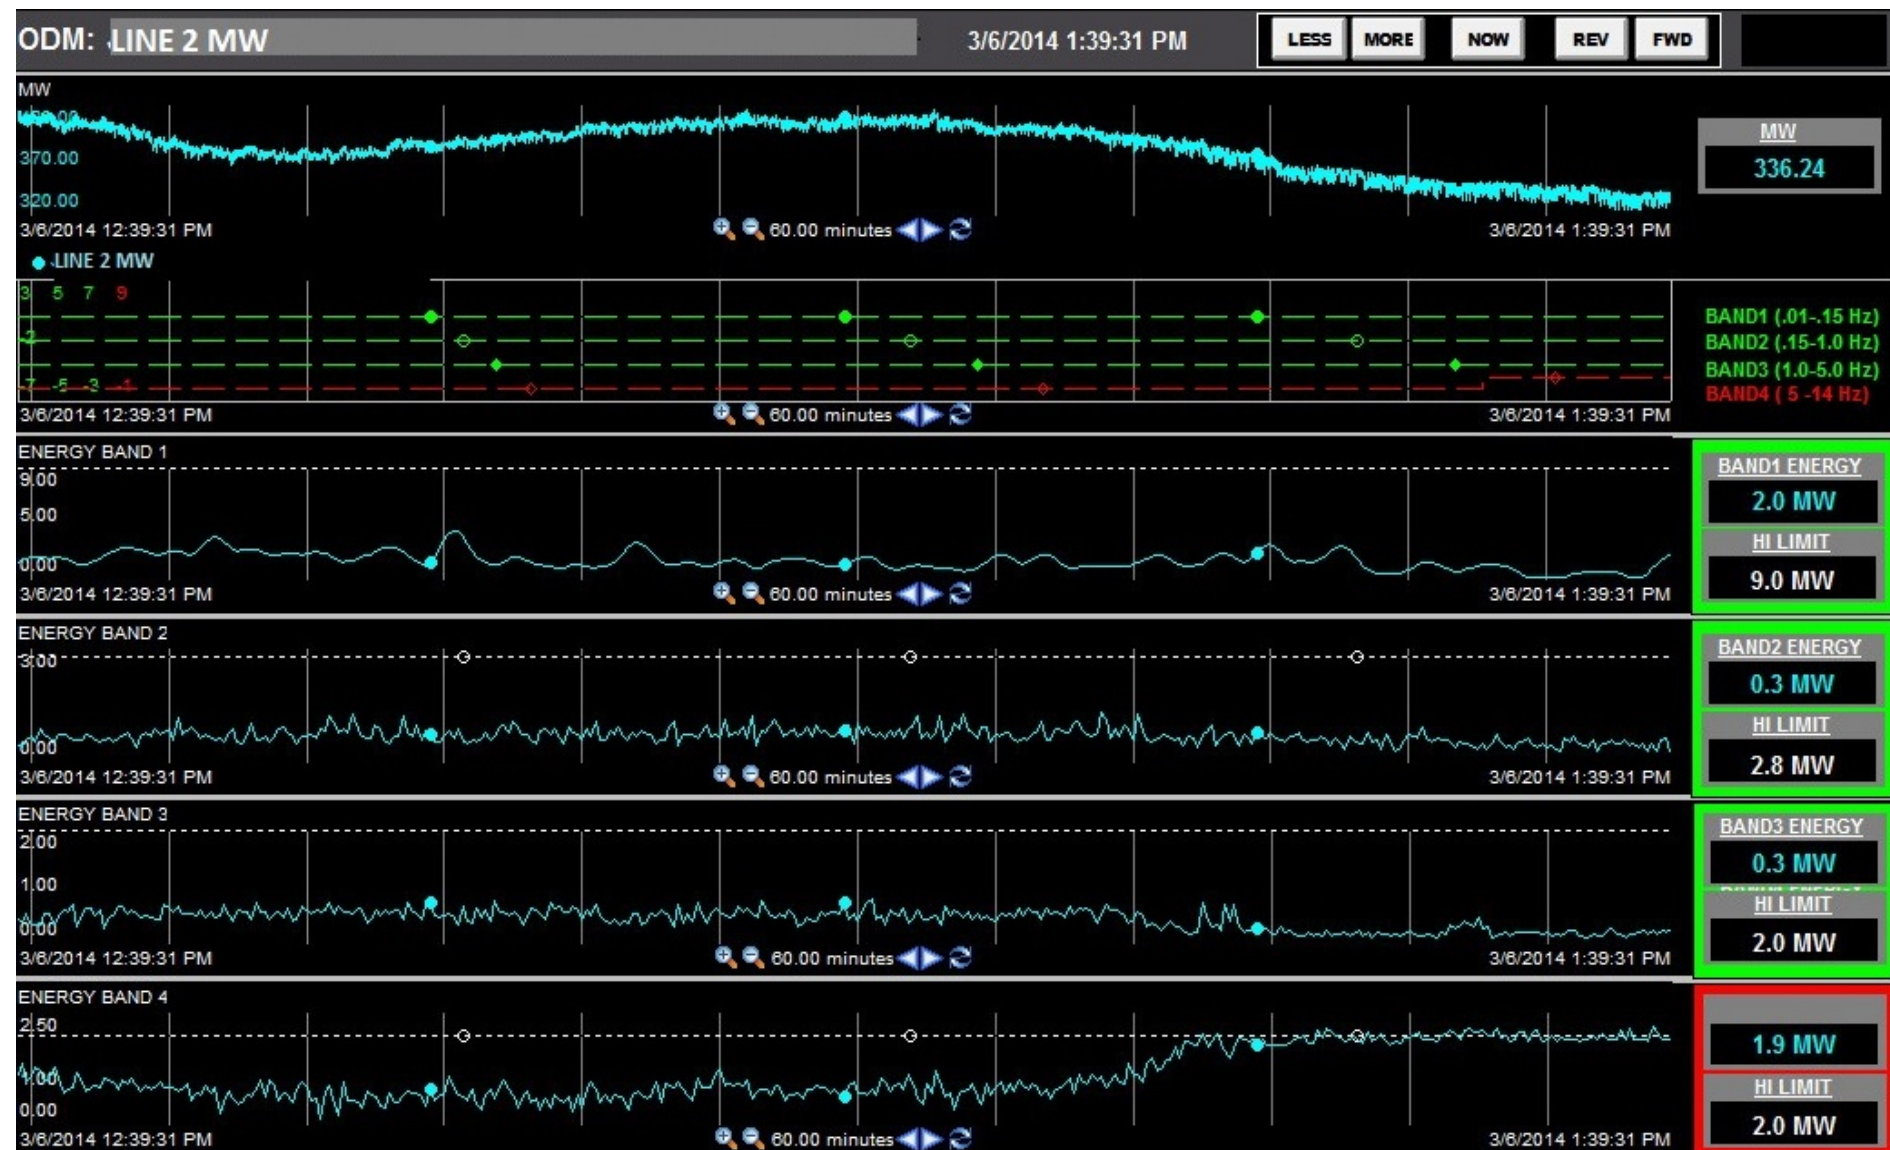 ODM: LINE 2 MW 3/6/2014 1:39:31 PM LESS MORE NOW REV FWD
MW
370.00
320.00
3/6/2014 12:39:31 PM 60.00 minutes 3/6/2014 1:39:31 PM
MW
336.24
LINE 2 MW
3 5 7 9
-2
-7 -5 -3 -1
3/6/2014 12:39:31 PM 60.00 minutes 3/6/2014 1:39:31 PM
BAND1 (.01-.15 Hz)
BAND2 (.15-1.0 Hz)
BAND3 (1.0-5.0 Hz)
BAND4 ( 5 -14 Hz)
ENERGY BAND 1
9.00
5.00
0.00
3/6/2014 12:39:31 PM 60.00 minutes 3/6/2014 1:39:31 PM
BAND1 ENERGY
2.0 MW
HI LIMIT
9.0 MW
ENERGY BAND 2
3.00
0.00
3/6/2014 12:39:31 PM 60.00 minutes 3/6/2014 1:39:31 PM
BAND2 ENERGY
0.3 MW
HI LIMIT
2.8 MW
ENERGY BAND 3
2.00
1.00
0.00
3/6/2014 12:39:31 PM 60.00 minutes 3/6/2014 1:39:31 PM
BAND3 ENERGY
0.3 MW
HI LIMIT
2.0 MW
ENERGY BAND 4
2.50
1.00
0.00
3/6/2014 12:39:31 PM 60.00 minutes 3/6/2014 1:39:31 PM
1.9 MW
HI LIMIT
2.0 MW